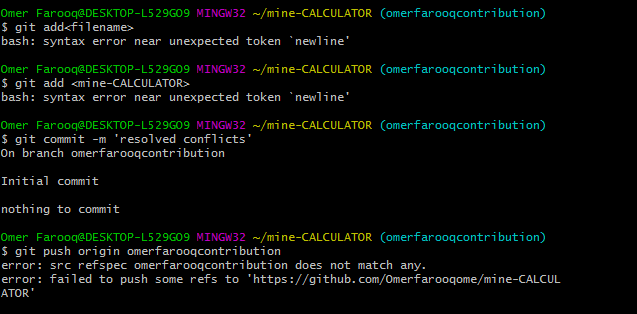 Omer Farooq@DESKTOP-L529GO9 MINGW32 ~/mine-CALCULATOR (omerfarooqcontribution)
$ git add<filename>
bash: syntax error near unexpected token `newline'
Omer Farooq@DESKTOP-L529GO9 MINGW32 ~/mine-CALCULATOR (omerfarooqcontribution)
$ git add <mine-CALCULATOR>
bash: syntax error near unexpected token `newline'
Omer Farooq@DESKTOP-L529GO9 MINGW32 ~/mine-CALCULATOR (omerfarooqcontribution)
$ git commit -m 'resolved conflicts'
On branch omerfarooqcontribution
Initial commit
nothing to commit
Omer Farooq@DESKTOP-L529GO9 MINGW32 ~/mine-CALCULATOR (omerfarooqcontribution)
$ git push origin omerfarooqcontribution
error: src refspec omerfarooqcontribution does not match any.
error: failed to push some refs to 'https://github.com/Omerfarooqome/mine-CALCUL
ATOR'